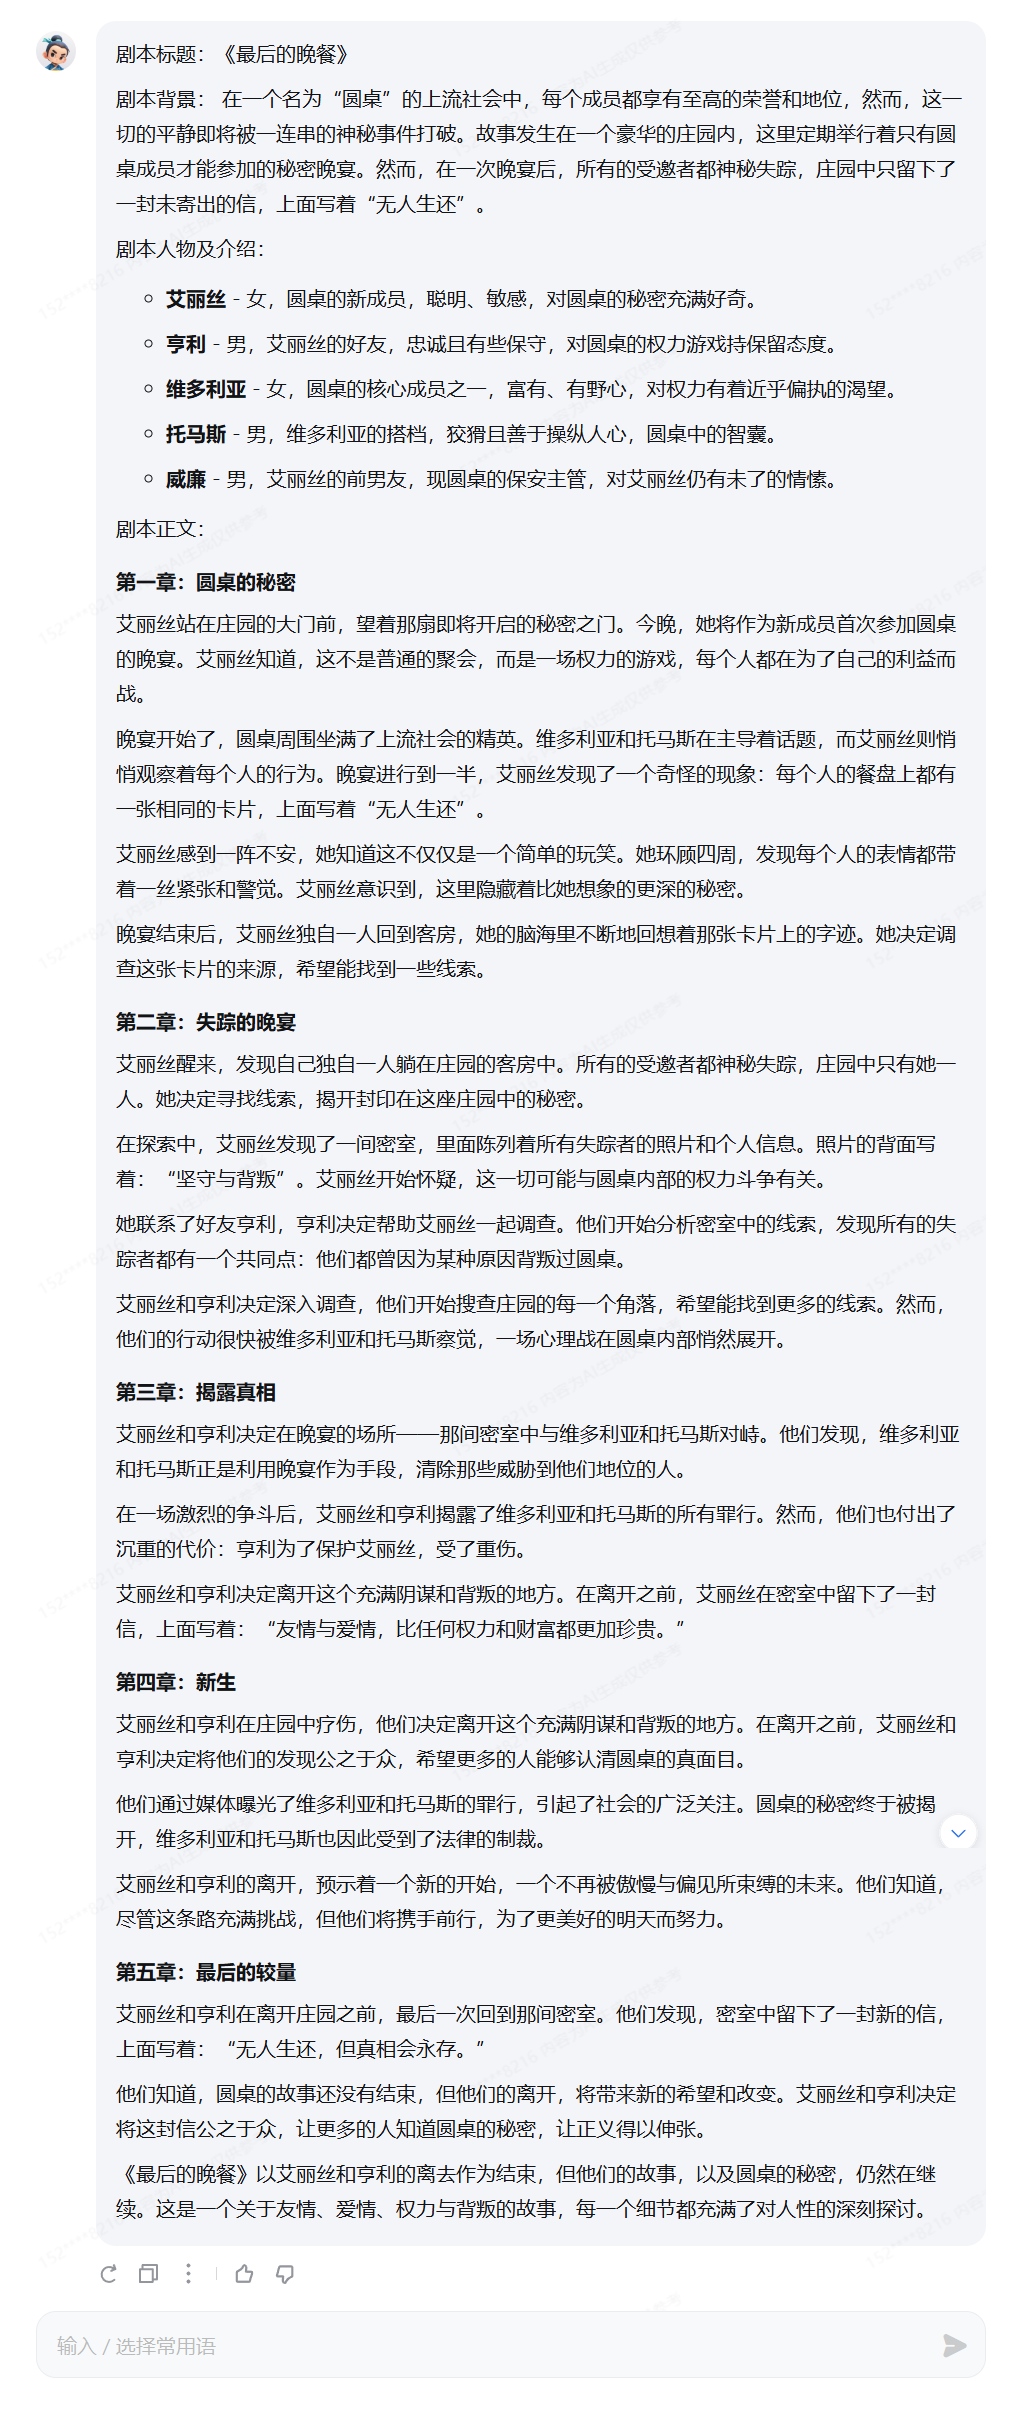 剧本标题：《最后的晚餐》
剧本背景： 在一个名为“圆桌”的上流社会中，每个成员都享有至高的荣誉和地位，然而，这一
切的平静即将被一连串的神秘事件打破。故事发生在一个豪华的庄园内，这里定期举行着只有圆
桌成员才能参加的秘密晚宴。然而，在一次晚宴后，所有的受邀者都神秘失踪，庄园中只留下了
一封未寄出的信，上面写着“无人生还”。
剧本人物及介绍：
艾丽丝 - 女，圆桌的新成员，聪明、敏感，对圆桌的秘密充满好奇。
亨利 - 男，艾丽丝的好友，忠诚且有些保守，对圆桌的权力游戏持保留态度。
维多利亚 - 女，圆桌的核心成员之一，富有、有野心，对权力有着近乎偏执的渴望。
托马斯 - 男，维多利亚的搭档，狡猾且善于操纵人心，圆桌中的智囊。
威廉 - 男，艾丽丝的前男友，现圆桌的保安主管，对艾丽丝仍有未了的情愫。
剧本正文：
第一章：圆桌的秘密
艾丽丝站在庄园的大门前，望着那扇即将开启的秘密之门。今晚，她将作为新成员首次参加圆桌
的晚宴。艾丽丝知道，这不是普通的聚会，而是一场权力的游戏，每个人都在为了自己的利益而
战。
晚宴开始了，圆桌周围坐满了上流社会的精英。维多利亚和托马斯在主导着话题，而艾丽丝则悄
悄观察着每个人的行为。晚宴进行到一半，艾丽丝发现了一个奇怪的现象：每个人的餐盘上都有
一张相同的卡片，上面写着“无人生还”。
艾丽丝感到一阵不安，她知道这不仅仅是一个简单的玩笑。她环顾四周，发现每个人的表情都带
着一丝紧张和警觉。艾丽丝意识到，这里隐藏着比她想象的更深的秘密。
晚宴结束后，艾丽丝独自一人回到客房，她的脑海里不断地回想着那张卡片上的字迹。她决定调
查这张卡片的来源，希望能找到一些线索。
第二章：失踪的晚宴
艾丽丝醒来，发现自己独自一人躺在庄园的客房中。所有的受邀者都神秘失踪，庄园中只有她一
人。她决定寻找线索，揭开封印在这座庄园中的秘密。
在探索中，艾丽丝发现了一间密室，里面陈列着所有失踪者的照片和个人信息。照片的背面写
着：“坚守与背叛”。艾丽丝开始怀疑，这一切可能与圆桌内部的权力斗争有关。
她联系了好友亨利，亨利决定帮助艾丽丝一起调查。他们开始分析密室中的线索，发现所有的失
踪者都有一个共同点：他们都曾因为某种原因背叛过圆桌。
艾丽丝和亨利决定深入调查，他们开始搜查庄园的每一个角落，希望能找到更多的线索。然而，
他们的行动很快被维多利亚和托马斯察觉，一场心理战在圆桌内部悄然展开。
第三章：揭露真相
艾丽丝和亨利决定在晚宴的场所——那间密室中与维多利亚和托马斯对峙。他们发现，维多利亚
和托马斯正是利用晚宴作为手段，清除那些威胁到他们地位的人。
在一场激烈的争斗后，艾丽丝和亨利揭露了维多利亚和托马斯的所有罪行。然而，他们也付出了
沉重的代价：亨利为了保护艾丽丝，受了重伤。
艾丽丝和亨利决定离开这个充满阴谋和背叛的地方。在离开之前，艾丽丝在密室中留下了一封
信，上面写着：“友情与爱情，比任何权力和财富都更加珍贵。”
第四章：新生
艾丽丝和亨利在庄园中疗伤，他们决定离开这个充满阴谋和背叛的地方。在离开之前，艾丽丝和
亨利决定将他们的发现公之于众，希望更多的人能够认清圆桌的真面目。
他们通过媒体曝光了维多利亚和托马斯的罪行，引起了社会的广泛关注。圆桌的秘密终于被揭
开，维多利亚和托马斯也因此受到了法律的制裁。
艾丽丝和亨利的离开，预示着一个新的开始，一个不再被傲慢与偏见所束缚的未来。他们知道，
尽管这条路充满挑战，但他们将携手前行，为了更美好的明天而努力。
第五章：最后的较量
艾丽丝和亨利在离开庄园之前，最后一次回到那间密室。他们发现，密室中留下了一封新的信，
上面写着：“无人生还，但真相会永存。”
他们知道，圆桌的故事还没有结束，但他们的离开，将带来新的希望和改变。艾丽丝和亨利决定
将这封信公之于众，让更多的人知道圆桌的秘密，让正义得以伸张。
《最后的晚餐》以艾丽丝和亨利的离去作为结束，但他们的故事，以及圆桌的秘密，仍然在继
续。这是一个关于友情、爱情、权力与背叛的故事，每一个细节都充满了对人性的深刻探讨。
输入 / 选择常用语